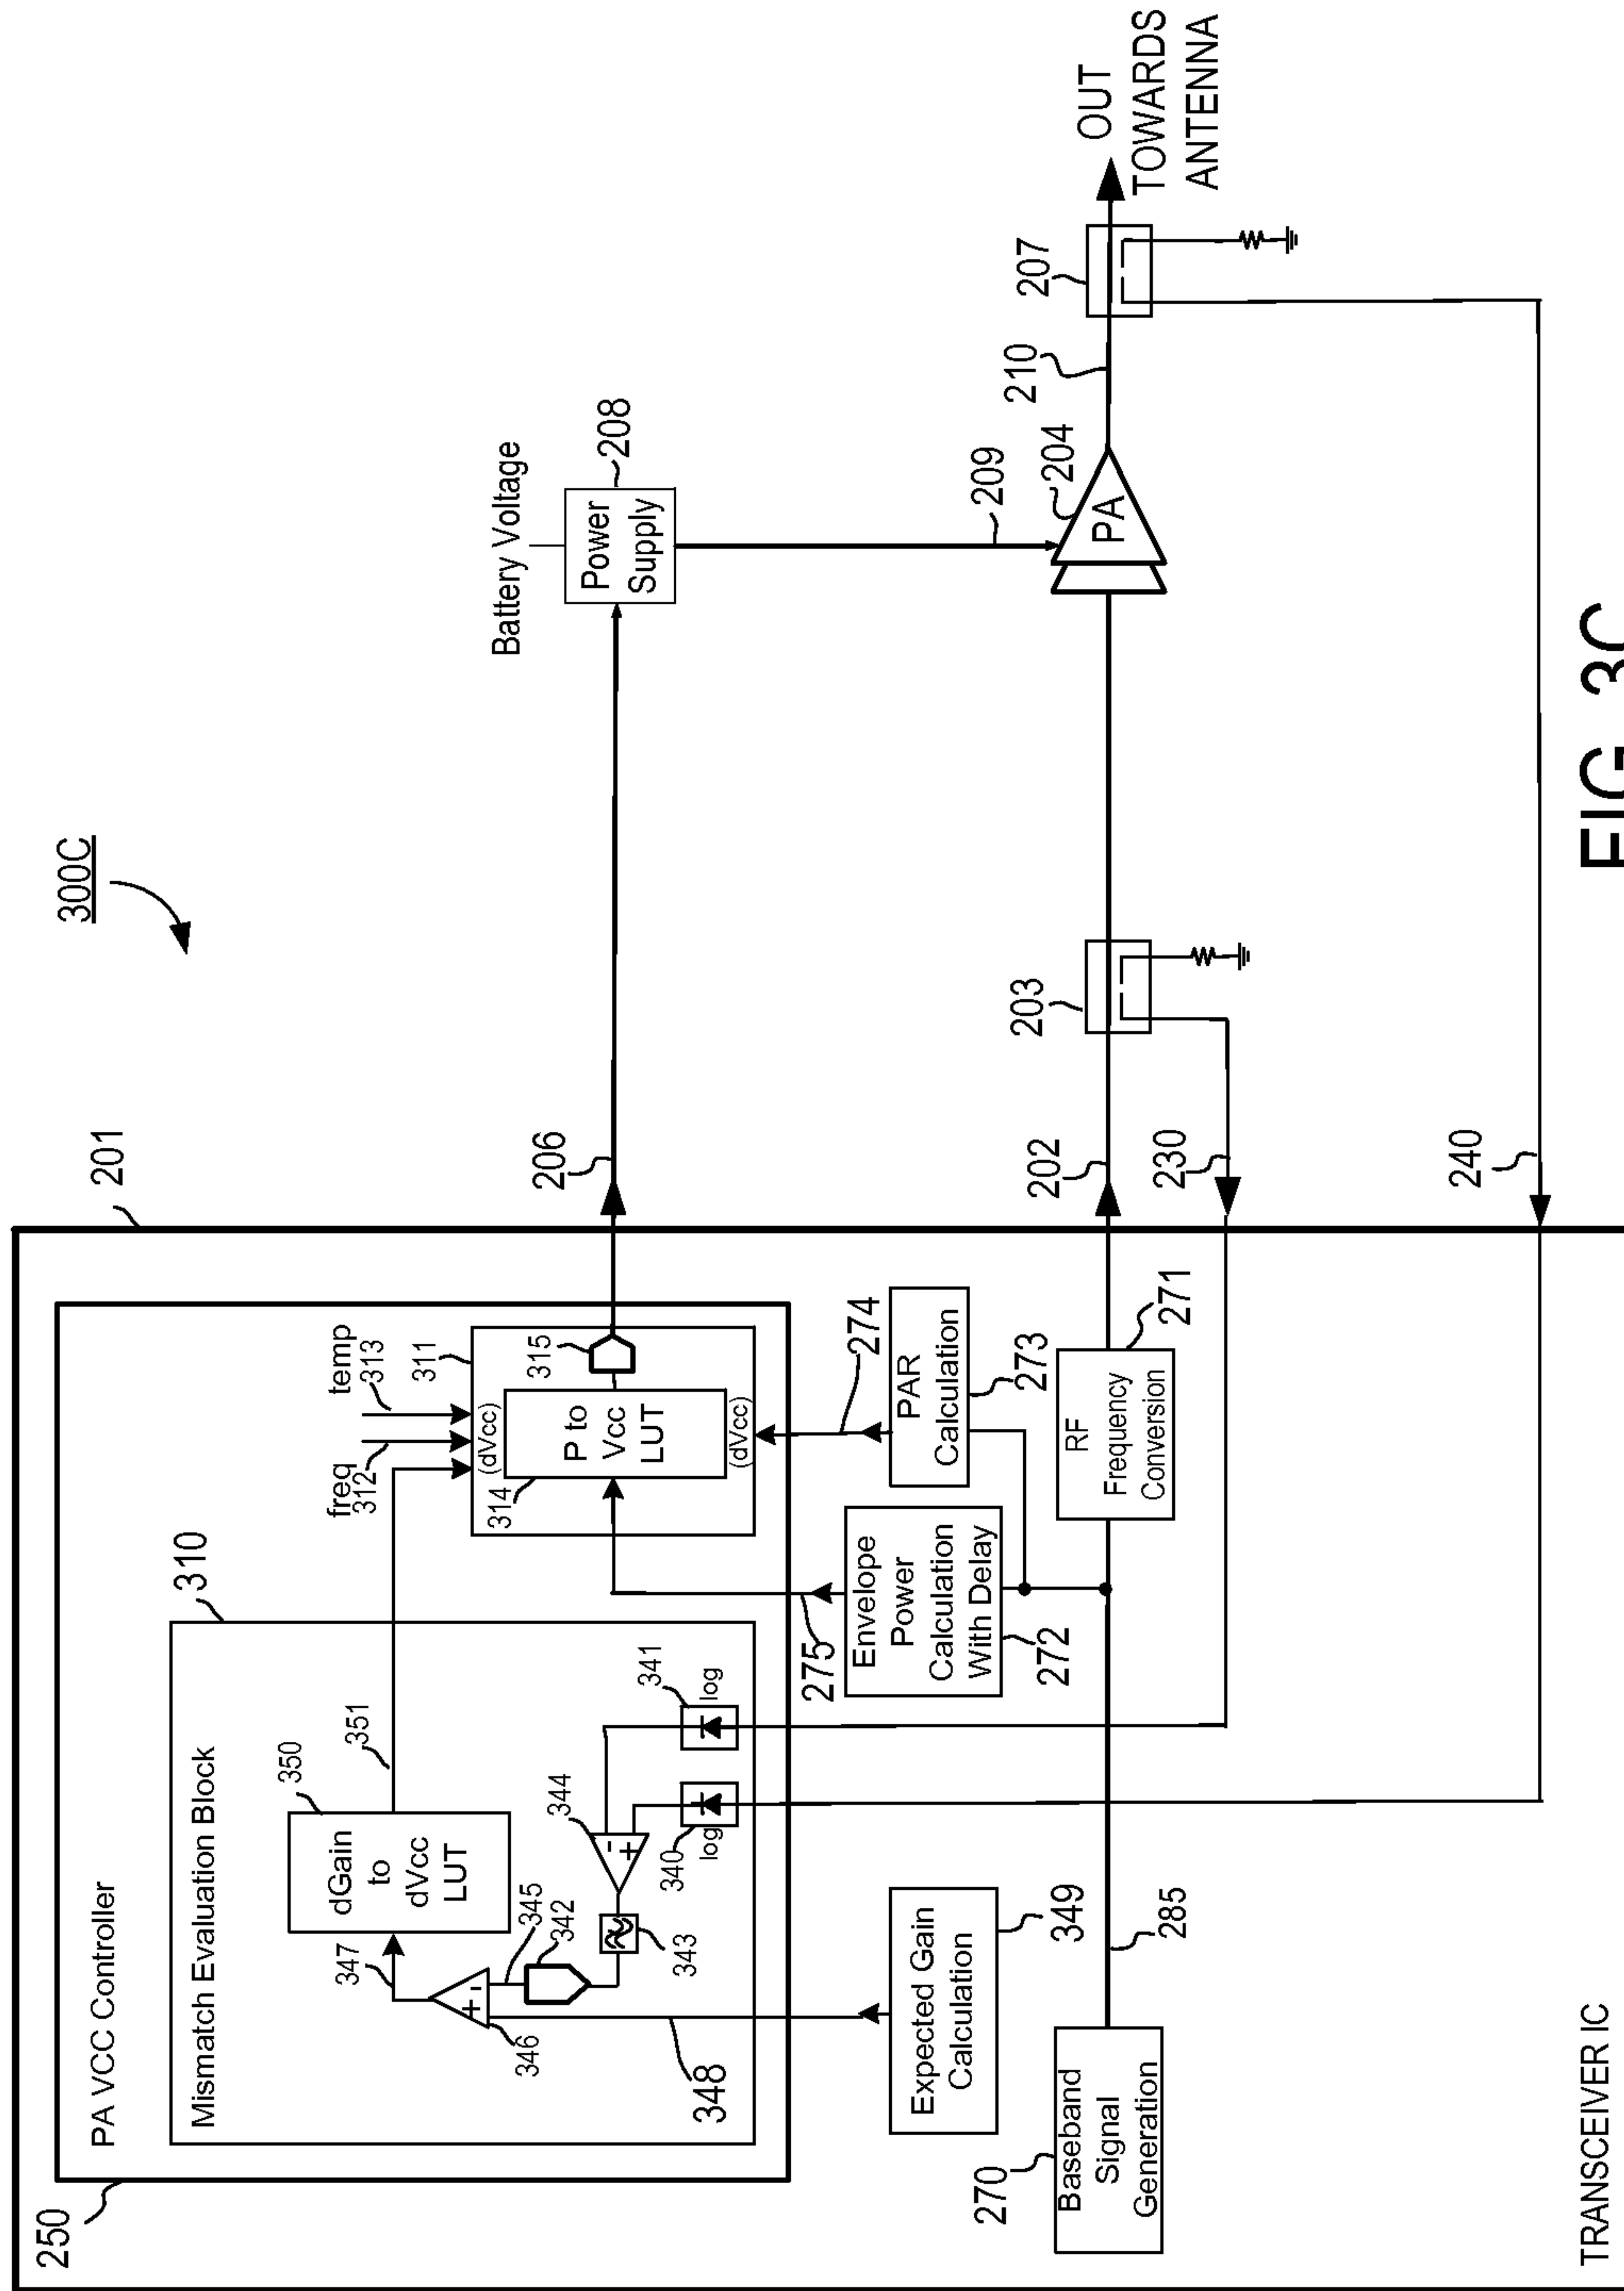 300C
201
250
PA VCC Controller
310
Mismatch Evaluation Block
350
dGain
to
dVcc
LUT
351
347
345
342
346
343
344
340
log
341
log
348
freq
312
temp
313
311
(dVcc)
314
P to
Vcc
LUT
315
(dVcc)
206
Battery Voltage
Power
Supply
208
209
275
274
Envelope
Power
Calculation
With Delay
272
PAR
Calculation
273
Expected Gain
Calculation
349
270
Baseband
Signal
Generation
285
RF
Frequency
Conversion
271
202
203
230
PA
204
210
207
OUT
TOWARDS
ANTENNA
240
TRANSCEIVER IC
FIG. 3C